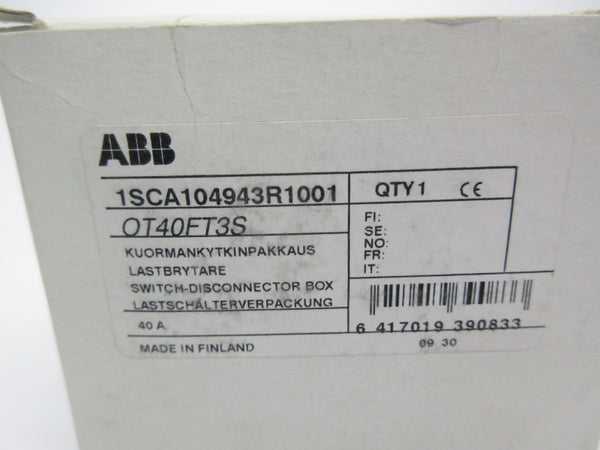 ABB
1SCA104943R1001
QTY 1 CE
OT40FT3S
KUORMANKYTKINPAKKAUS
LASTBRYTARE
SWITCH-DISCONNECTOR BOX
LASTSCHALTERVERPACKUNG
40 A
MADE IN FINLAND
FI:
SE:
NO:
FR:
IT:
6 417019 390833
09 30